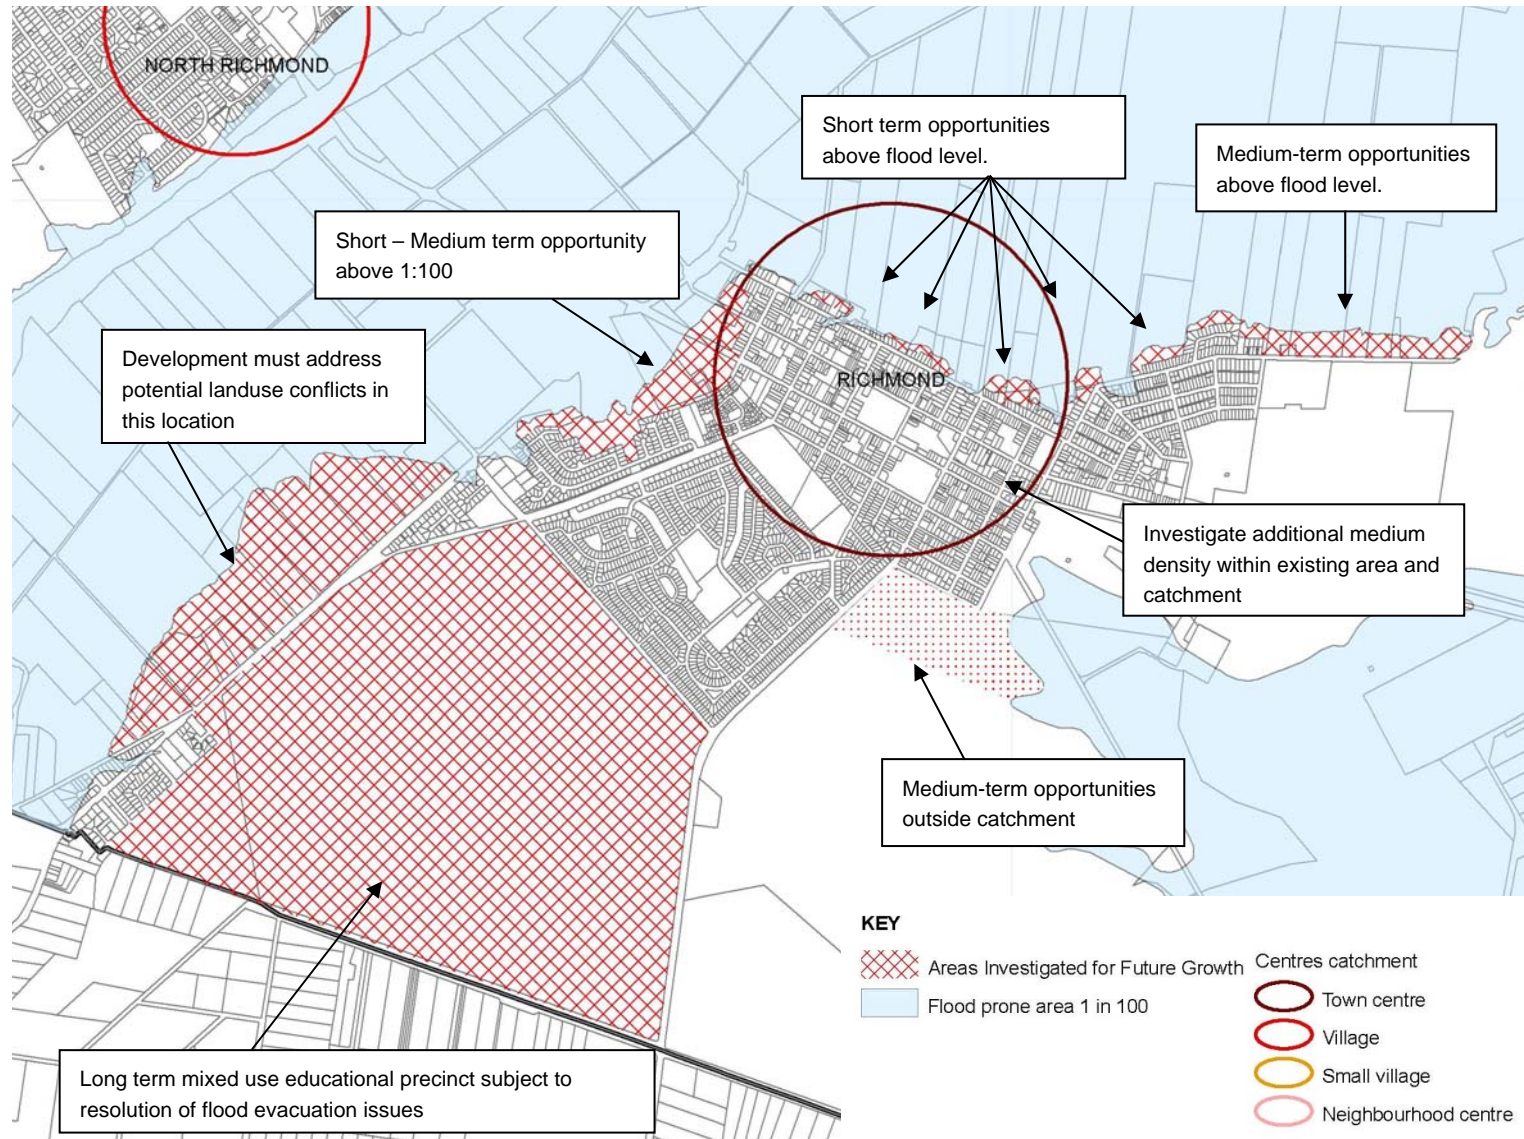 NORTH RICHMOND
Short term opportunities
above flood level.
Medium-term opportunities
above flood level.
Short – Medium term opportunity
above 1:100
Development must address
potential landuse conflicts in
this location
RICHMOND
Investigate additional medium
density within existing area and
catchment
Medium-term opportunities
outside catchment
Long term mixed use educational precinct subject to
resolution of flood evacuation issues
KEY
Areas Investigated for Future Growth
Flood prone area 1 in 100
Centres catchment
Town centre
Village
Small village
Neighbourhood centre